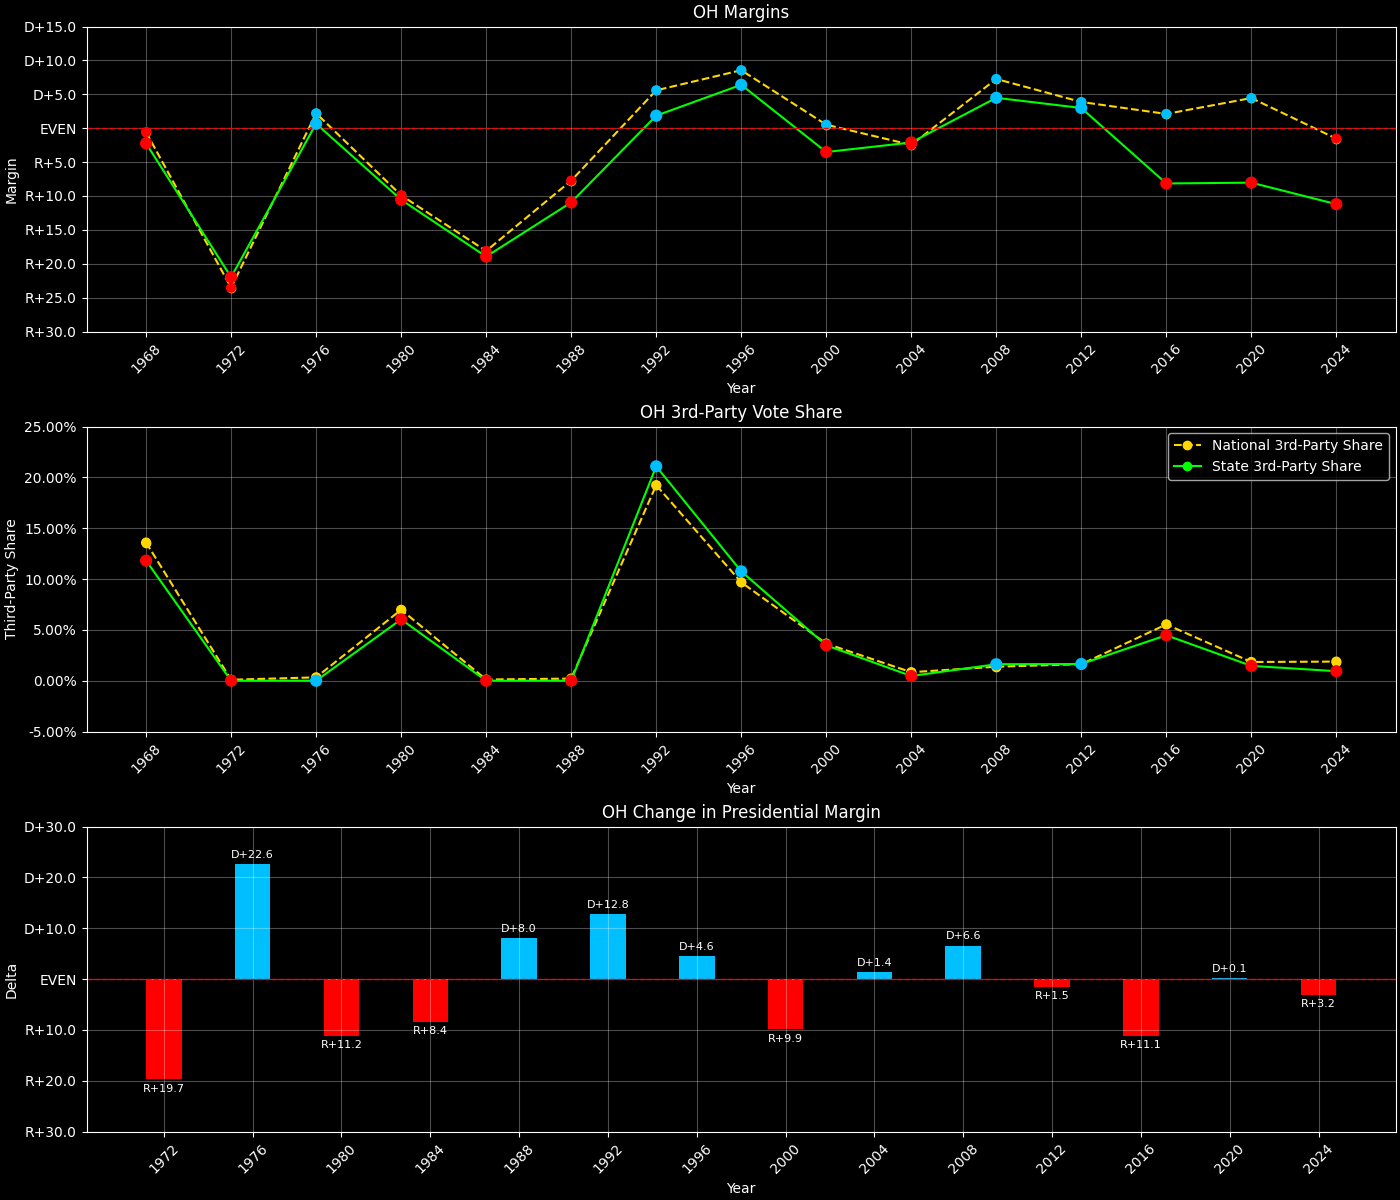 OH Margins
D+15.0
D+10.0
D+5.0
EVEN
R+5.0
R+10.0
R+15.0
R+20.0
R+25.0
R+30.0
Margin
1968 1972 1976 1980 1984 1988 1992 1996 2000 2004 2008 2012 2016 2020 2024
Year
OH 3rd-Party Vote Share
25.00%
20.00%
15.00%
10.00%
5.00%
0.00%
-5.00%
Third-Party Share
National 3rd-Party Share
State 3rd-Party Share
1968 1972 1976 1980 1984 1988 1992 1996 2000 2004 2008 2012 2016 2020 2024
Year
OH Change in Presidential Margin
D+30.0
D+20.0
D+10.0
EVEN
R+10.0
R+20.0
R+30.0
Delta
R+19.7
D+22.6
R+11.2
R+8.4
D+8.0
D+12.8
D+4.6
R+9.9
D+1.4
D+6.6
R+1.5
R+11.1
D+0.1
R+3.2
1972 1976 1980 1984 1988 1992 1996 2000 2004 2008 2012 2016 2020 2024
Year